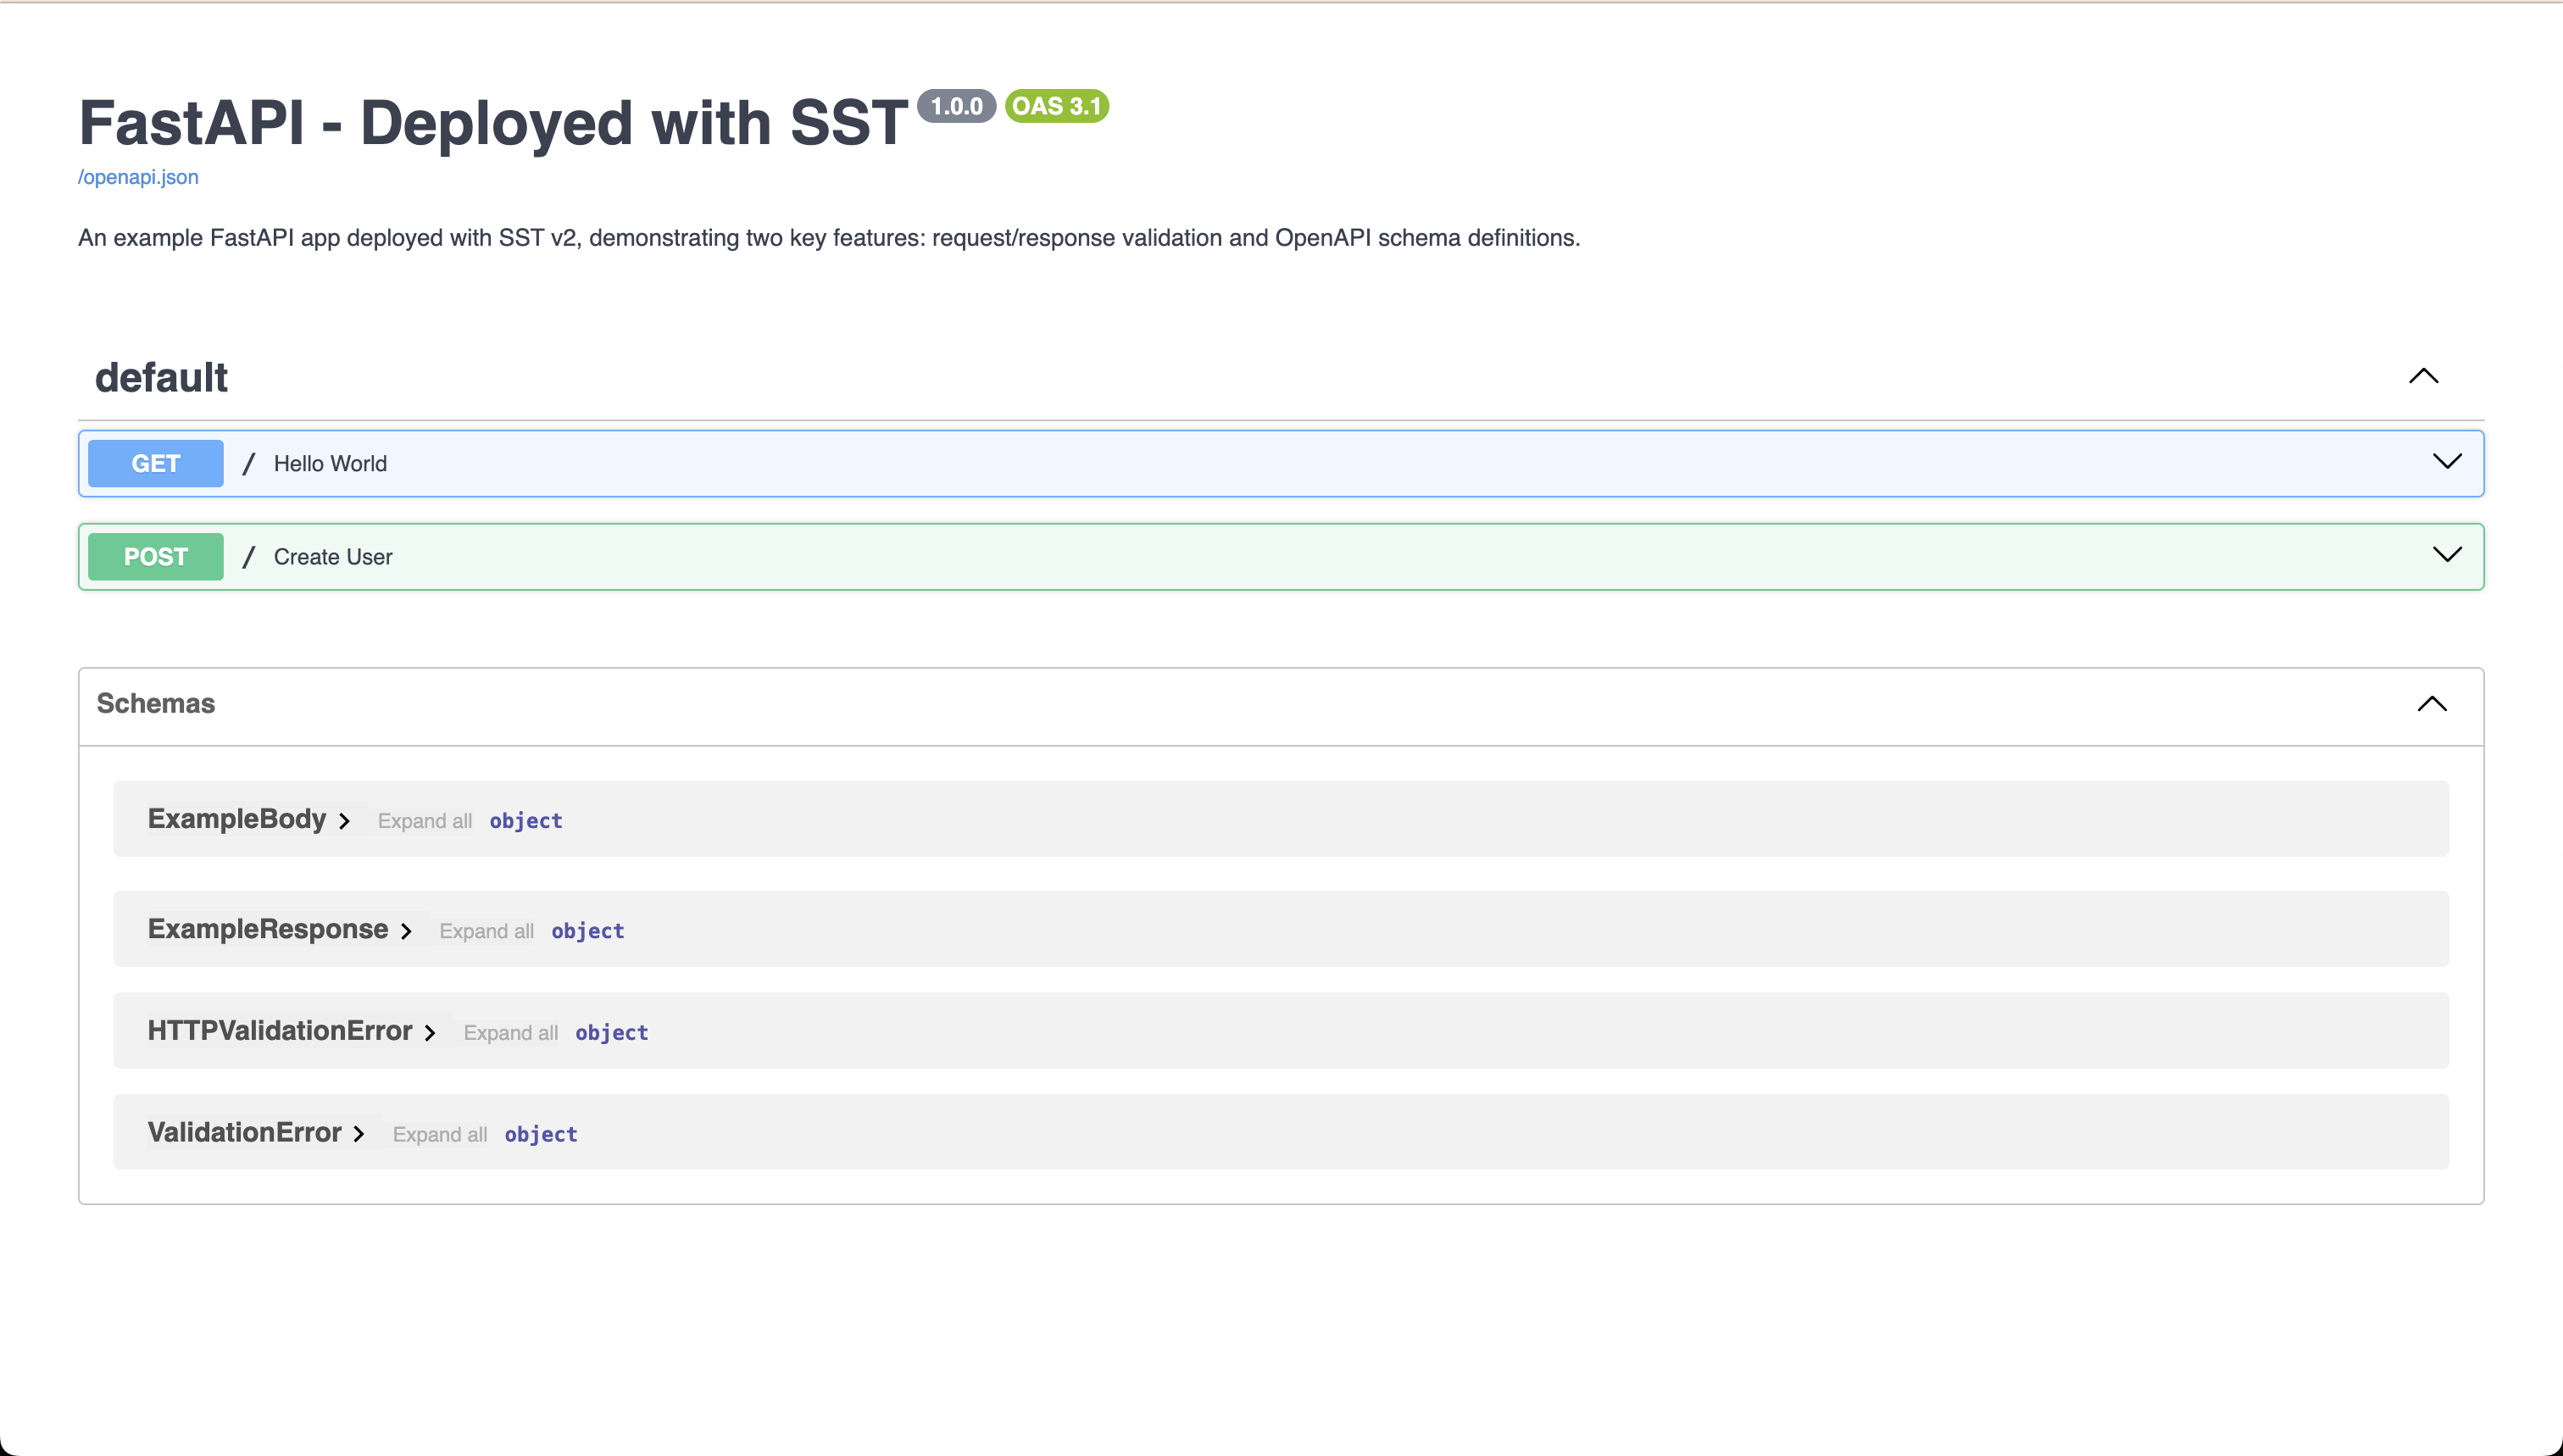 FastAPI - Deployed with SST 1.0.0 OAS 3.1
/openapi.json
An example FastAPI app deployed with SST v2, demonstrating two key features: request/response validation and OpenAPI schema definitions.
default
GET / Hello World
POST / Create User
Schemas
ExampleBody Expand all object
ExampleResponse Expand all object
HTTPValidationError Expand all object
ValidationError Expand all object